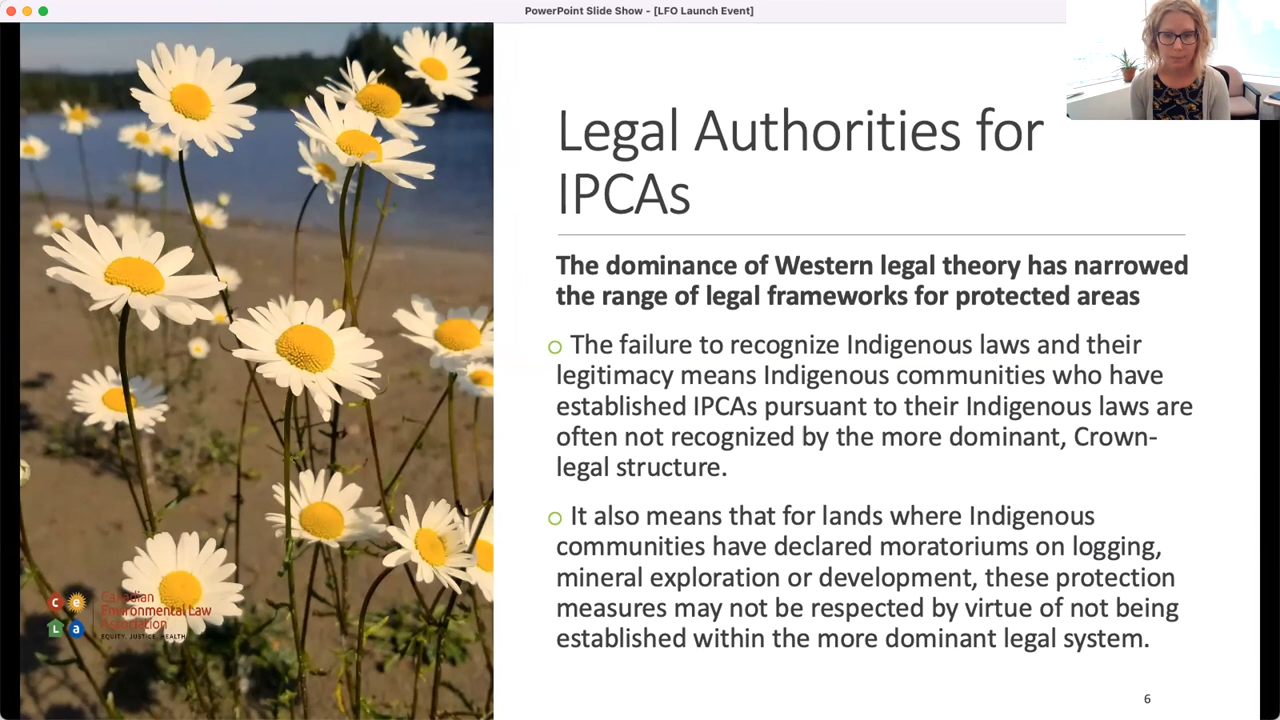 PowerPoint Slide Show - [LFO Launch Event]
Legal Authorities for
IPCAs
The dominance of Western legal theory has narrowed
the range of legal frameworks for protected areas
The failure to recognize Indigenous laws and their
legitimacy means Indigenous communities who have
established IPCAs pursuant to their Indigenous laws are
often not recognized by the more dominant, Crown-
legal structure.
It also means that for lands where Indigenous
communities have declared moratoriums on logging,
mineral exploration or development, these protection
measures may not be respected by virtue of not being
established within the more dominant legal system.
c e
L a
Canadian
Environmental Law
Association
EQUITY. JUSTICE. HEALTH.
6